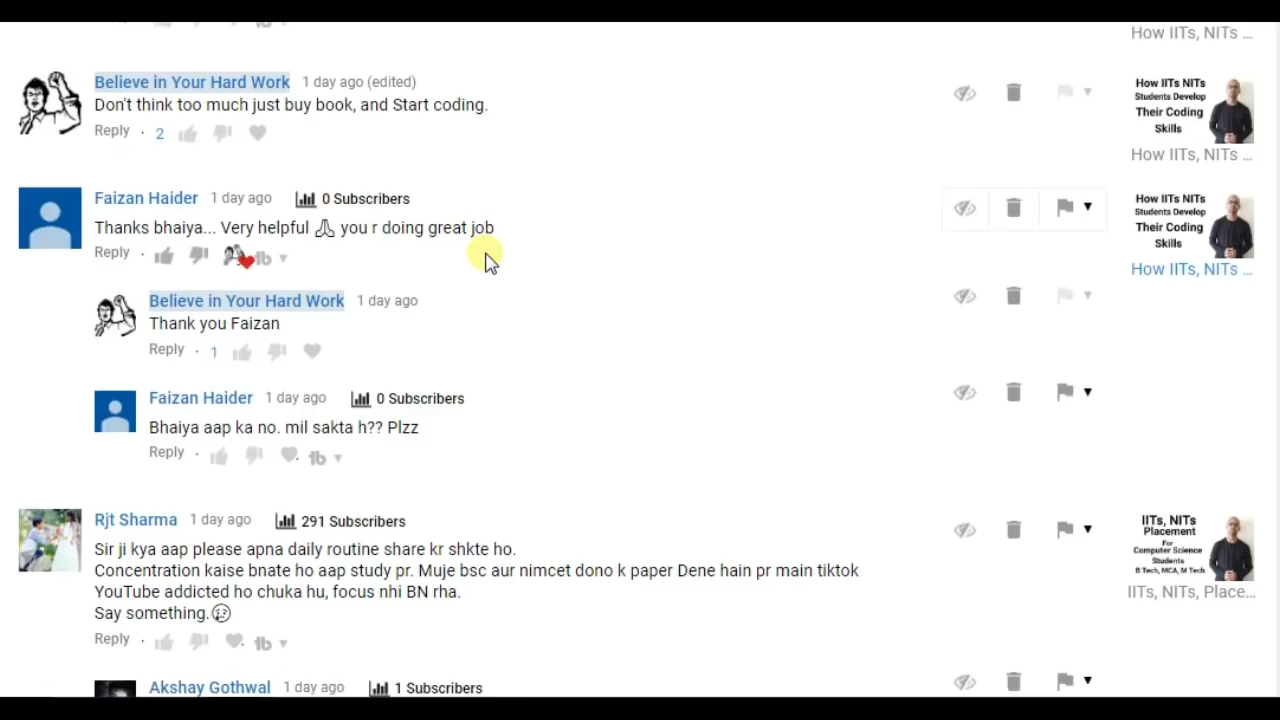 How IITs, NITs ...
Believe in Your Hard Work 1 day ago (edited)
Don't think too much just buy book, and Start coding.
Reply · 2
How IITs NITs
Students Develop
Their Coding
Skills
How IITs, NITs ...
Faizan Haider 1 day ago 0 Subscribers
Thanks bhaiya... Very helpful 🙏 you r doing great job
Reply ·
How IITs NITs
Students Develop
Their Coding
Skills
How IITs, NITs ...
Believe in Your Hard Work 1 day ago
Thank you Faizan
Reply · 1
Faizan Haider 1 day ago 0 Subscribers
Bhaiya aap ka no. mil sakta h?? Plzz
Reply ·
Rjt Sharma 1 day ago 291 Subscribers
Sir ji kya aap please apna daily routine share kr shkte ho.
Concentration kaise bnate ho aap study pr. Muje bhc aur nimcet dono k paper Dene hain pr main tiktok
YouTube addicted ho chuka hu, focus nhi BN rha.
Say something.😢
Reply ·
IITs, NITs
Placement
For
Computer Science
Students
B Tech, MCA, M Tech
IITs, NITs, Place...
Akshay Gothwal 1 day ago 1 Subscribers